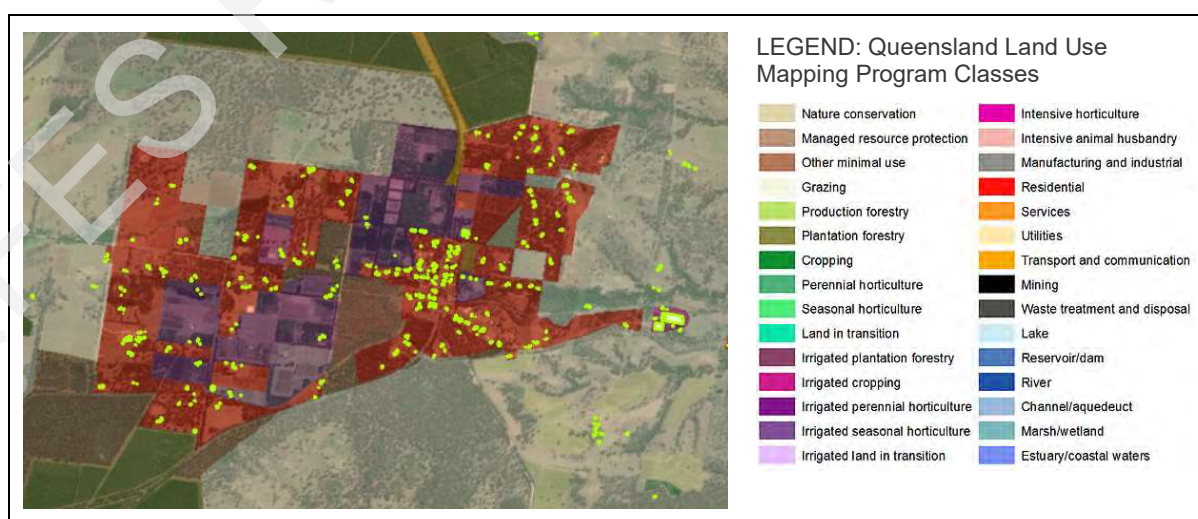 LEGEND: Queensland Land Use
Mapping Program Classes
Nature conservation
Managed resource protection
Other minimal use
Grazing
Production forestry
Plantation forestry
Cropping
Perennial horticulture
Seasonal horticulture
Land in transition
Irrigated plantation forestry
Irrigated cropping
Irrigated perennial horticulture
Irrigated seasonal horticulture
Irrigated land in transition
Intensive horticulture
Intensive animal husbandry
Manufacturing and industrial
Residential
Services
Utilities
Transport and communication
Mining
Waste treatment and disposal
Lake
Reservoir/dam
River
Channel/aquedeuct
Marsh/wetland
Estuary/coastal waters